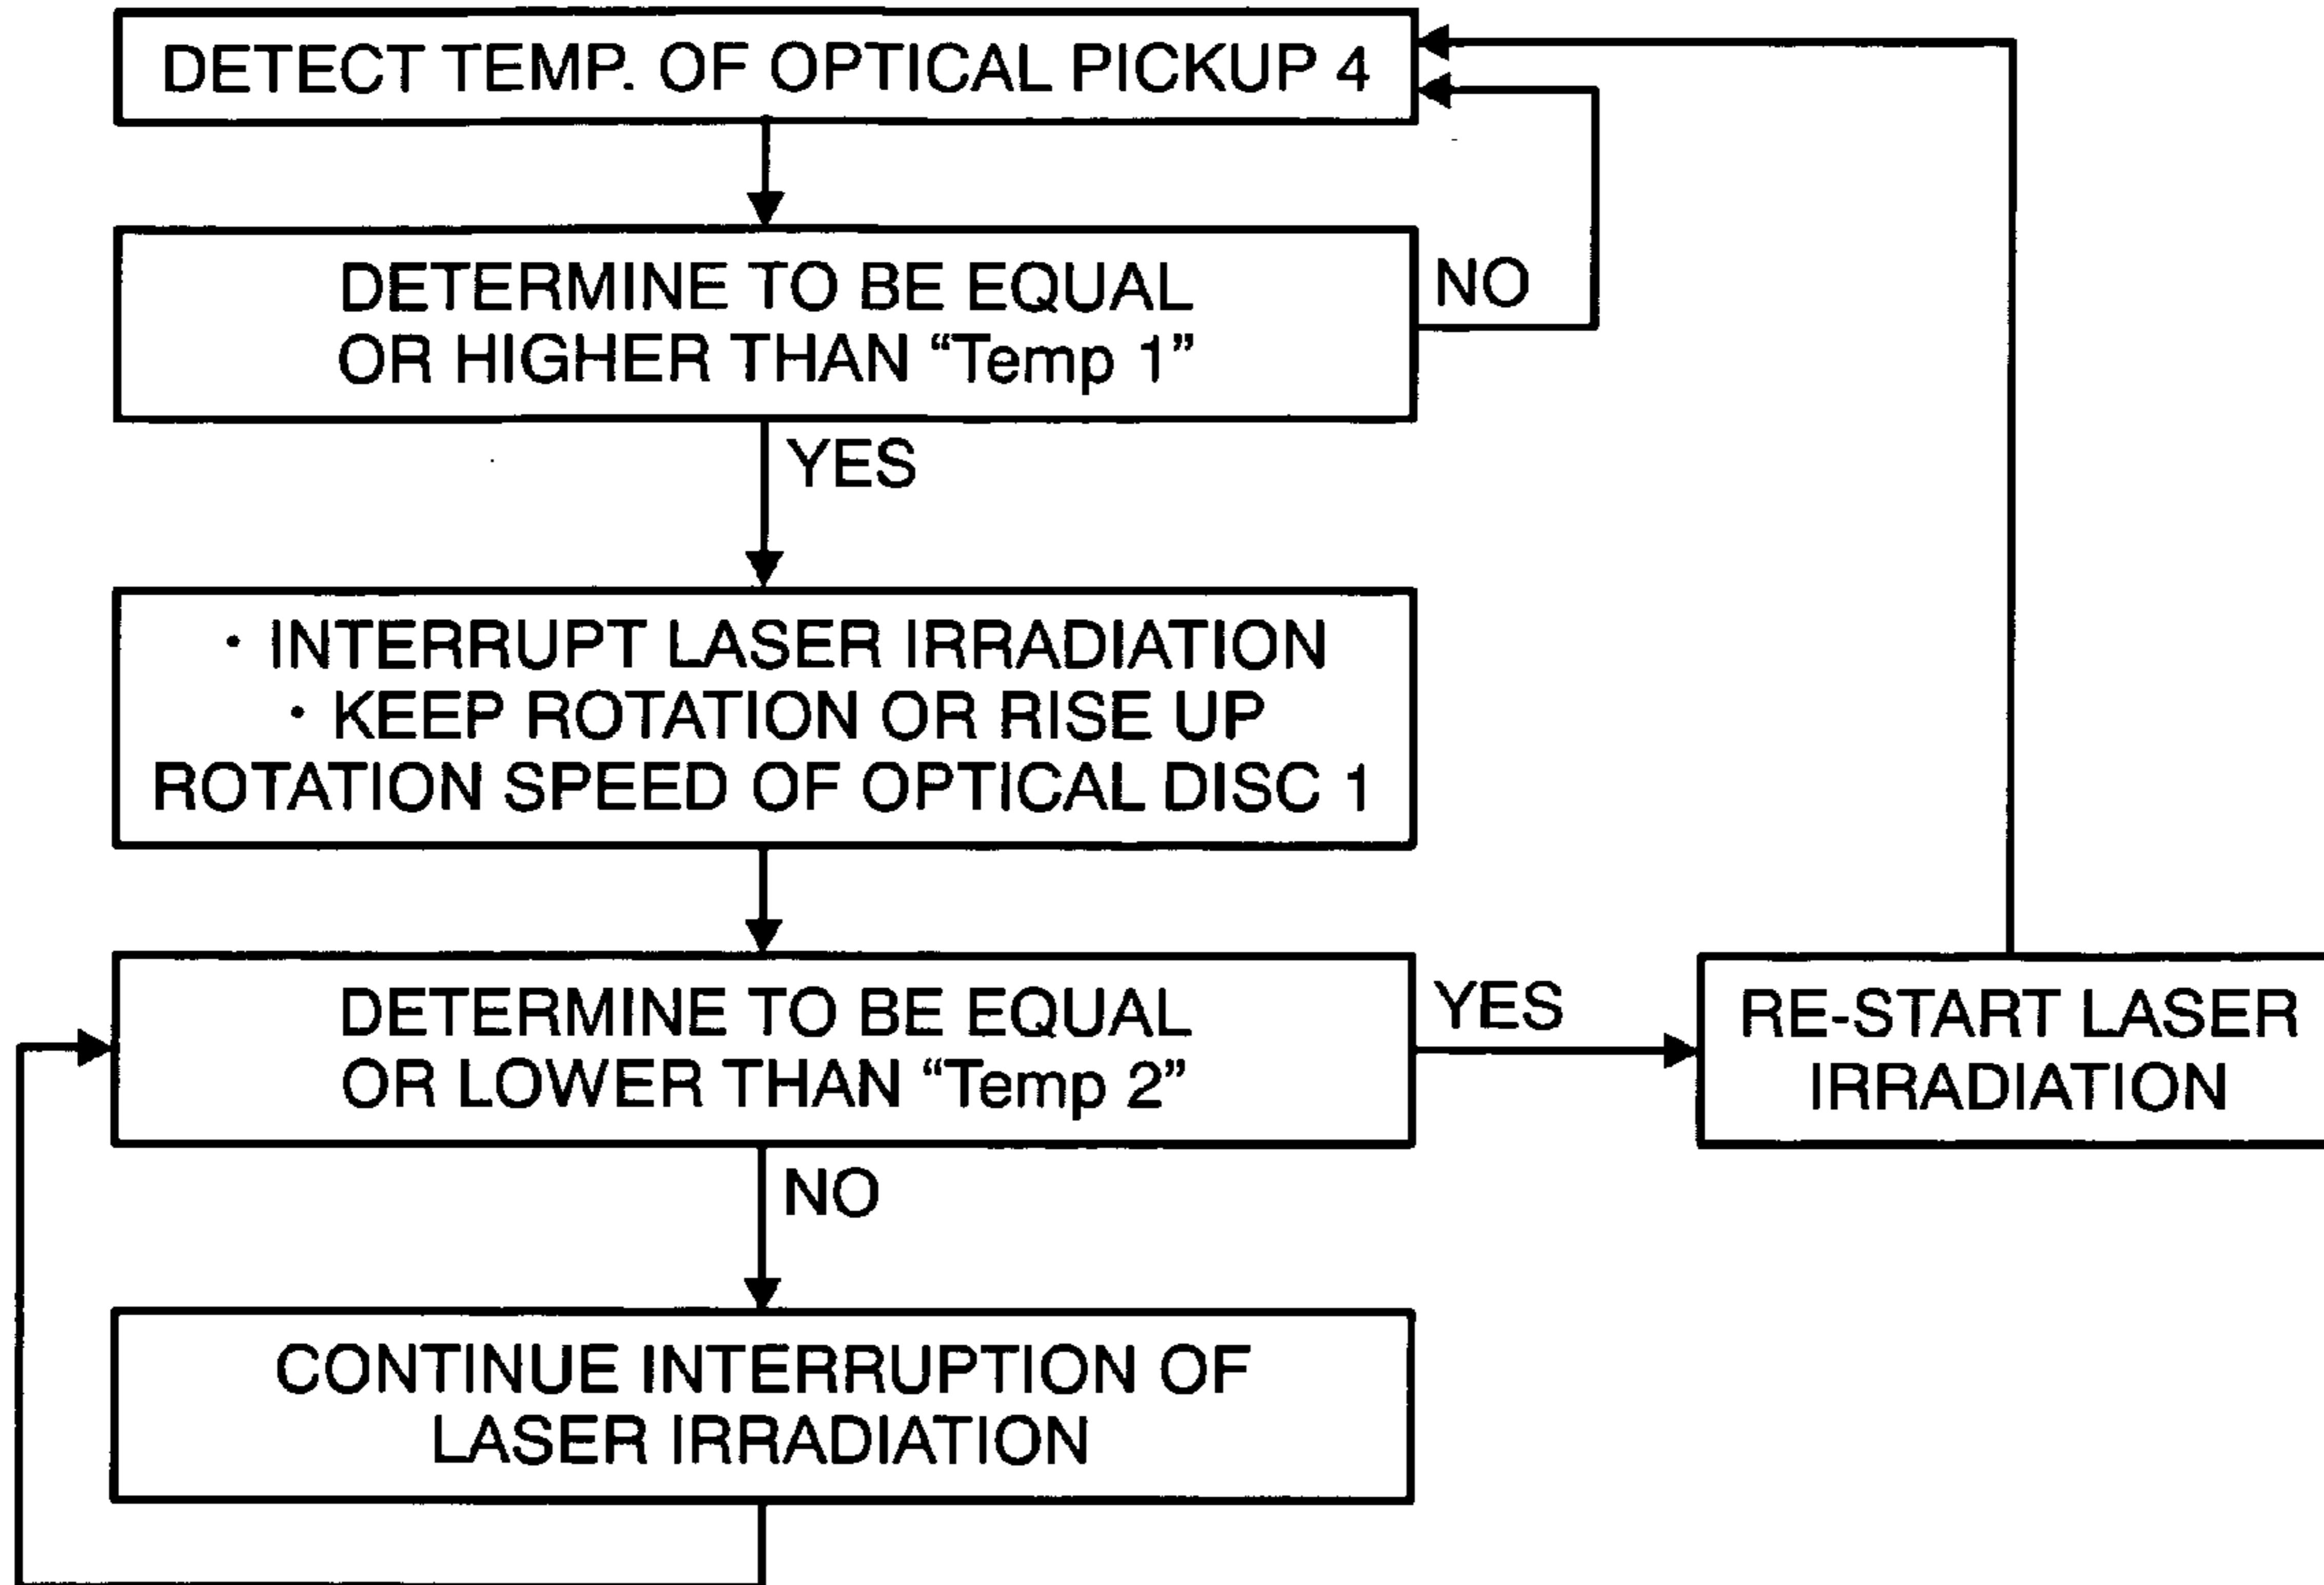 DETECT TEMP. OF OPTICAL PICKUP 4
DETERMINE TO BE EQUAL
OR HIGHER THAN “Temp 1”
NO
YES
· INTERRUPT LASER IRRADIATION
· KEEP ROTATION OR RISE UP
ROTATION SPEED OF OPTICAL DISC 1
DETERMINE TO BE EQUAL
OR LOWER THAN “Temp 2”
YES
RE-START LASER
IRRADIATION
NO
CONTINUE INTERRUPTION OF
LASER IRRADIATION